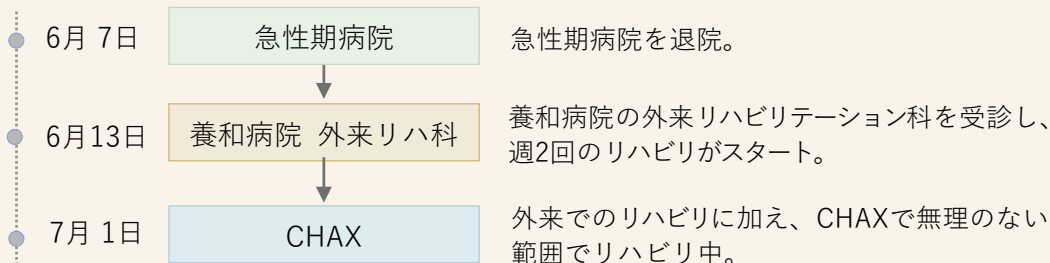 6月 7日
急性期病院
急性期病院を退院。
6月13日
養和病院 外来リハ科
養和病院の外来リハビリテーション科を受診し、
週2回のリハビリがスタート。
7月 1日
CHAX
外来でのリハビリに加え、CHAXで無理のない
範囲でリハビリ中。